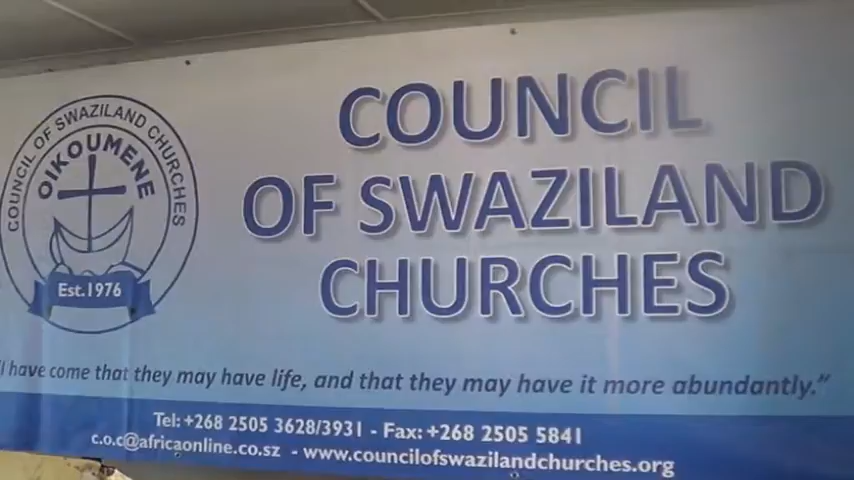 COUNCIL OF SWAZILAND CHURCHES
OIKOUMENE
Est.1976
COUNCIL
OF SWAZILAND
CHURCHES
"I have come that they may have life, and that they may have it more abundantly."
Tel: +268 2505 3628/3931 - Fax: +268 2505 5841
c.o.c@africaonline.co.sz - www.councilofswazilandchurches.org